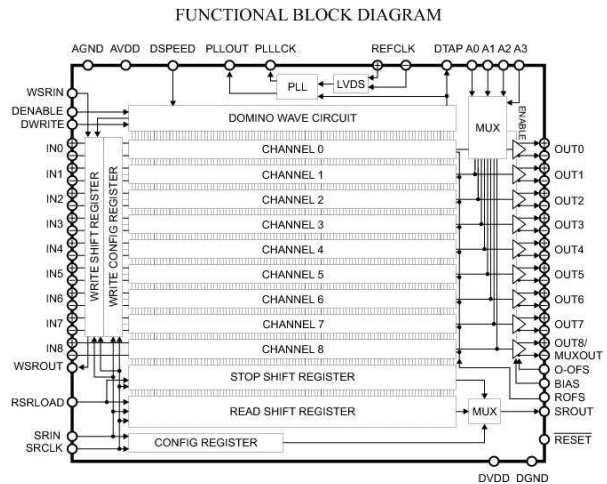 FUNCTIONAL BLOCK DIAGRAM
AGND AVDD DSPEED PLLOUT PLLLCK REFCLK DTAP A0 A1 A2 A3
PLL
LVDS
WSRIN
DENABLE
DWRITE
DOMINO WAVE CIRCUIT
MUX
ENABLE
IN0 CHANNEL 0 OUT0
IN1 CHANNEL 1 OUT1
IN2 CHANNEL 2 OUT2
IN3 CHANNEL 3 OUT3
IN4 CHANNEL 4 OUT4
IN5 CHANNEL 5 OUT5
IN6 CHANNEL 6 OUT6
IN7 CHANNEL 7 OUT7
IN8 CHANNEL 8 OUT8/
MUXOUT
WRITE SHIFT REGISTER
WRITE CONFIG REGISTER
WSROUT
STOP SHIFT REGISTER
O-OFS
BIAS
ROFS
RSRLOAD
READ SHIFT REGISTER
MUX
SROUT
SRIN
SRCLK
CONFIG REGISTER
RESET
DVDD DGND